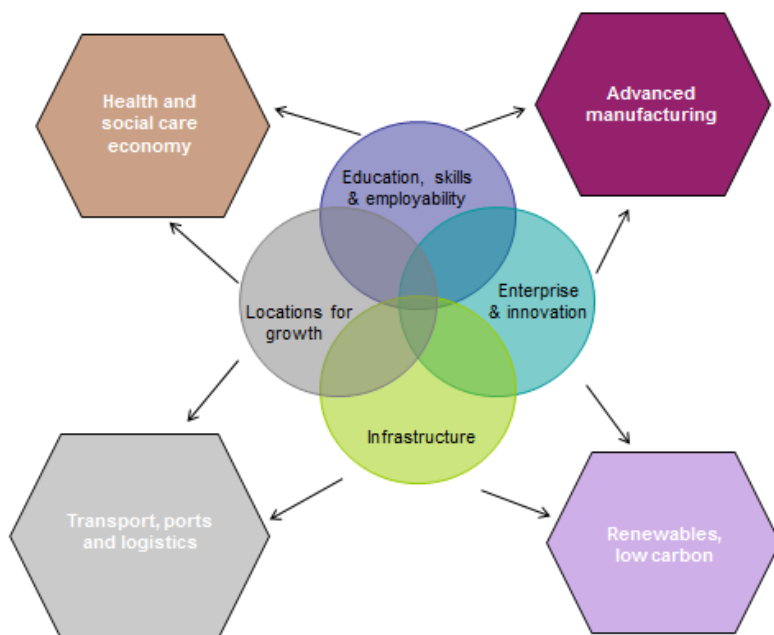 Health and
social care
economy
Advanced
manufacturing
Education, skills
& employability
Locations for
growth
Enterprise
& innovation
Infrastructure
Transport, ports
and logistics
Renewables,
low carbon